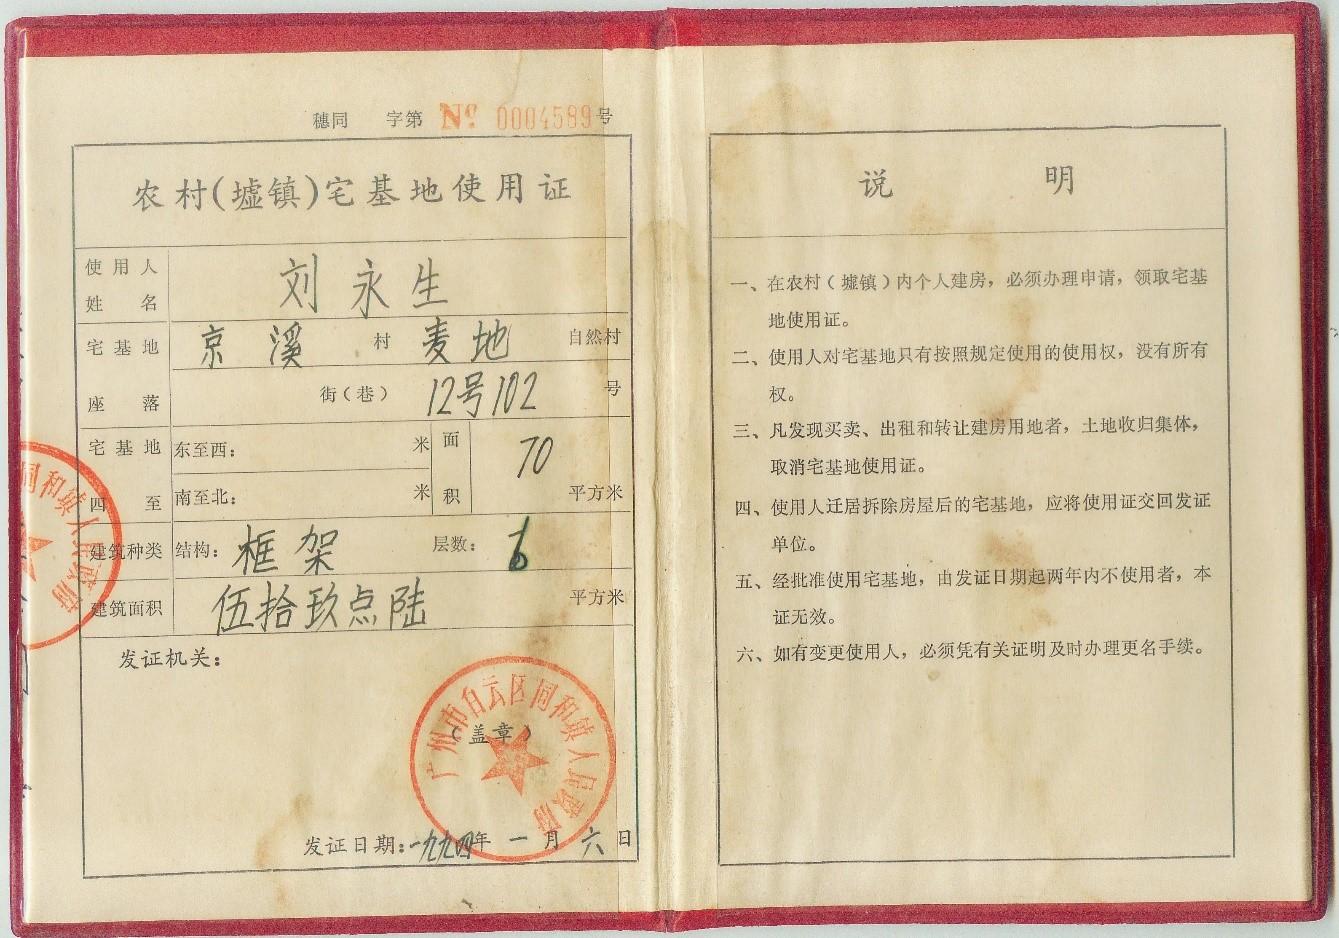 穗同 字第 No 0004589号
农村(墟镇)宅基地使用证
使用人
姓名
刘永生
宅基地
座落
京溪 村 麦地 自然村
街(巷) 12号102 号
宅基地
四至
东至西: 米
南至北: 米
面积
70
平方米
建筑种类 结构: 框架 层数:
建筑面积 伍拾玖点陆 平方米
发证机关:
广州市白云区同和镇人民政府
(盖章)
发证日期:一九九四年一月六日
同和镇人民政府
说明
一、在农村(墟镇)内个人建房,必须办理申请,领取宅基
地使用证。
二、使用人对宅基地只有按照规定使用的使用权,没有所有
权。
三、凡发现买卖、出租和转让建房用地者,土地收归集体,
取消宅基地使用证。
四、使用人迁居拆除房屋后的宅基地,应将使用证交回发证
单位。
五、经批准使用宅基地,由发证日期起两年内不使用者,本
证无效。
六、如有变更使用人,必须凭有关证明及时办理更名手续。